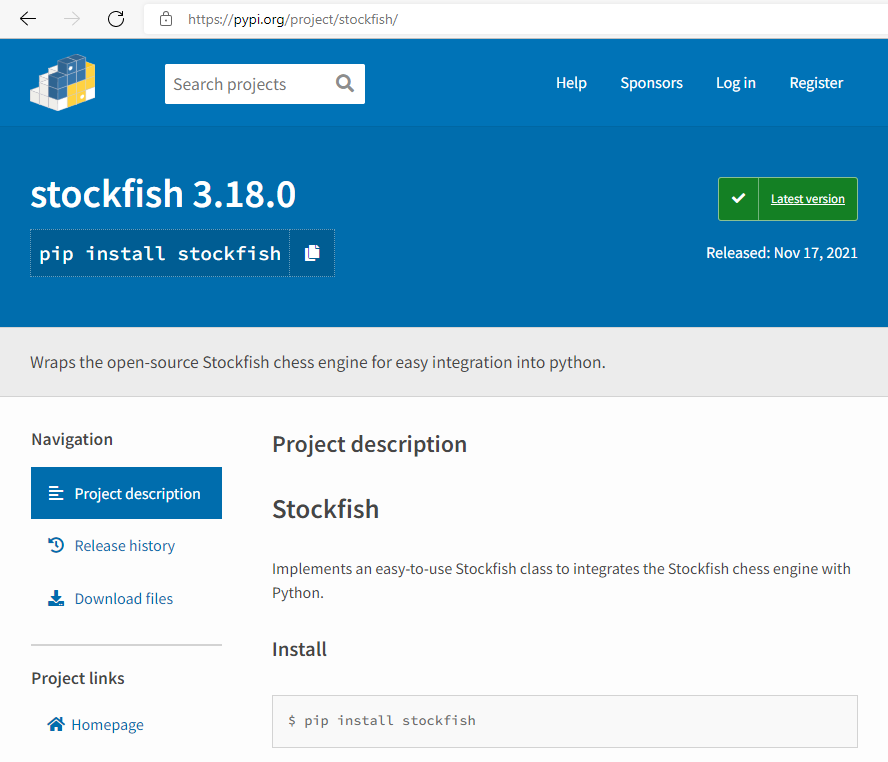 https://pypi.org/project/stockfish/
Search projects
Help Sponsors Log in Register
stockfish 3.18.0
Latest version
pip install stockfish
Released: Nov 17, 2021
Wraps the open-source Stockfish chess engine for easy integration into python.
Navigation
Project description
Release history
Download files
Project links
Homepage
Project description
Stockfish
Implements an easy-to-use Stockfish class to integrates the Stockfish chess engine with
Python.
Install
$ pip install stockfish